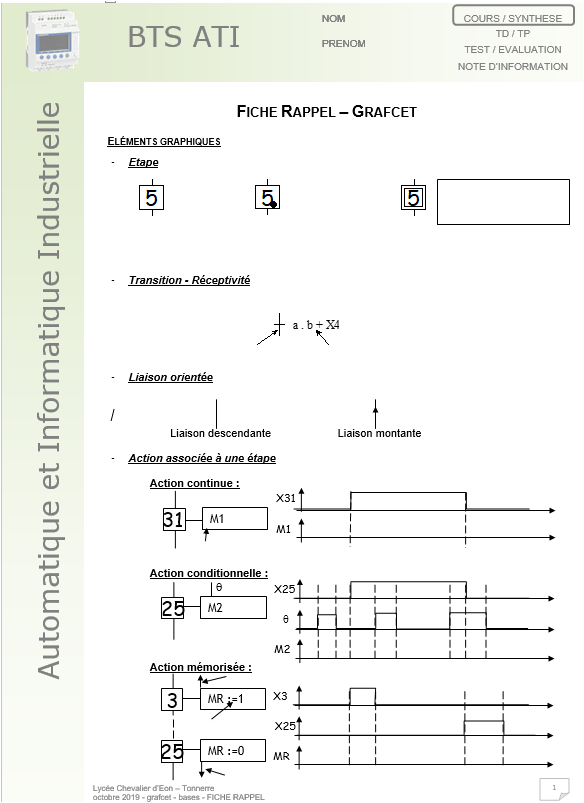 BTS ATI
NOM
PRENOM
COURS / SYNTHESE
TD / TP
TEST / EVALUATION
NOTE D'INFORMATION
Automatique et Informatique Industrielle
FICHE RAPPEL – GRAFCET
ELÉMENTS GRAPHIQUES
- Etape
5 5 5
- Transition - Réceptivité
a . b + X4
- Liaison orientée
/
Liaison descendante Liaison montante
- Action associée à une étape
Action continue :
31 M1
X31
M1
Action conditionnelle :
θ
25 M2
X25
θ
M2
Action mémorisée :
3 MR :=1
25 MR :=0
X3
X25
MR
Lycée Chevalier d'Eon – Tonnerre
octobre 2019 - grafcet - bases - FICHE RAPPEL
1